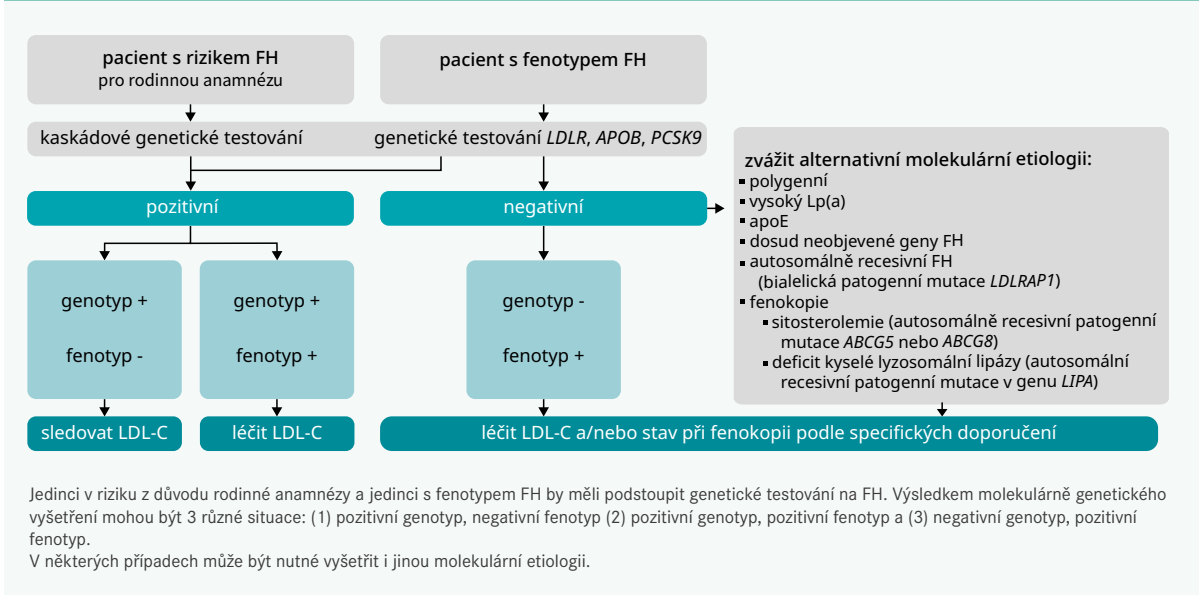 pacient s rizikem FH
pro rodinnou anamnézu
pacient s fenotypem FH
kaskádové genetické testování
genetické testování LDLR, APOB, PCSK9
pozitivní
negativní
zvážit alternativní molekulární etiologii:
▪ polygenní
▪ vysoký Lp(a)
▪ apoE
▪ dosud neobjevené geny FH
▪ autosomálně recesivní FH
(bialelická patogenní mutace LDLRAP1)
▪ fenokopie
▪ sitosterolemie (autosomálně recesivní patogenní
mutace ABCG5 nebo ABCG8)
▪ deficit kyselé lyzosomální lipázy (autosomální
recesivní patogenní mutace v genu LIPA)
genotyp +
fenotyp -
genotyp +
fenotyp +
genotyp -
fenotyp +
sledovat LDL-C
léčit LDL-C
léčit LDL-C a/nebo stav při fenokopii podle specifických doporučení
Jedinci v riziku z důvodu rodinné anamnézy a jedinci s fenotypem FH by měli podstoupit genetické testování na FH. Výsledkem molekulárně genetického
vyšetření mohou být 3 různé situace: (1) pozitivní genotyp, negativní fenotyp (2) pozitivní genotyp, pozitivní fenotyp a (3) negativní genotyp, pozitivní
fenotyp.
V některých případech může být nutné vyšetřit i jinou molekulární etiologii.